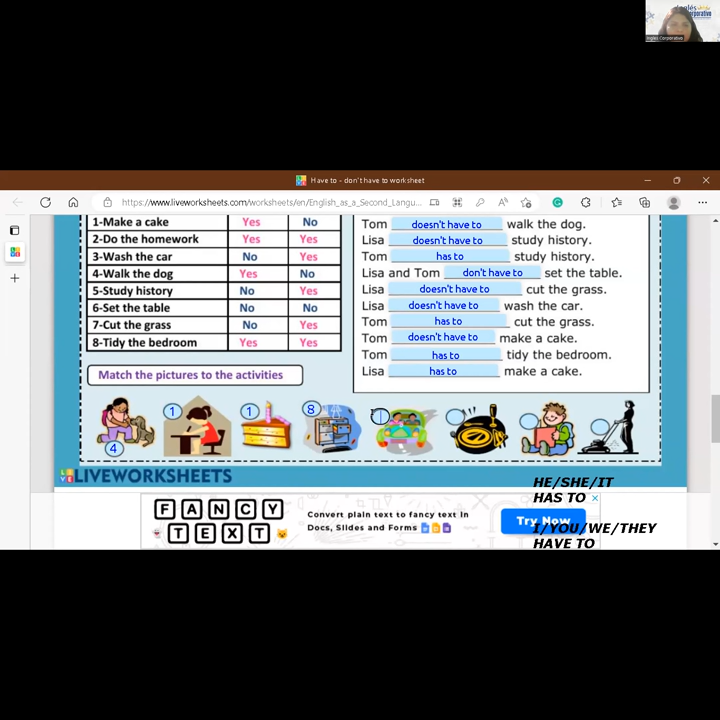 Inglés
Corporativo
Inglés Corporativo
Have to - don't have to worksheet
https://www.liveworksheets.com/worksheets/en/English_as_a_Second_Langu...
1-Make a cake Yes No
2-Do the homework Yes Yes
3-Wash the car No Yes
4-Walk the dog Yes No
5-Study history No Yes
6-Set the table No No
7-Cut the grass No Yes
8-Tidy the bedroom Yes Yes
Match the pictures to the activities
Tom doesn't have to walk the dog.
Lisa doesn't have to study history.
Tom has to study history.
Lisa and Tom don't have to set the table.
Lisa doesn't have to cut the grass.
Lisa doesn't have to wash the car.
Tom has to cut the grass.
Tom doesn't have to make a cake.
Tom has to tidy the bedroom.
Lisa has to make a cake.
4 1 1 8
LIVEWORKSHEETS
HE/SHE/IT
HAS TO
I/YOU/WE/THEY
HAVE TO
FANCY
TEXT
Convert plain text to fancy text in
Docs, Slides and Forms
Try Now